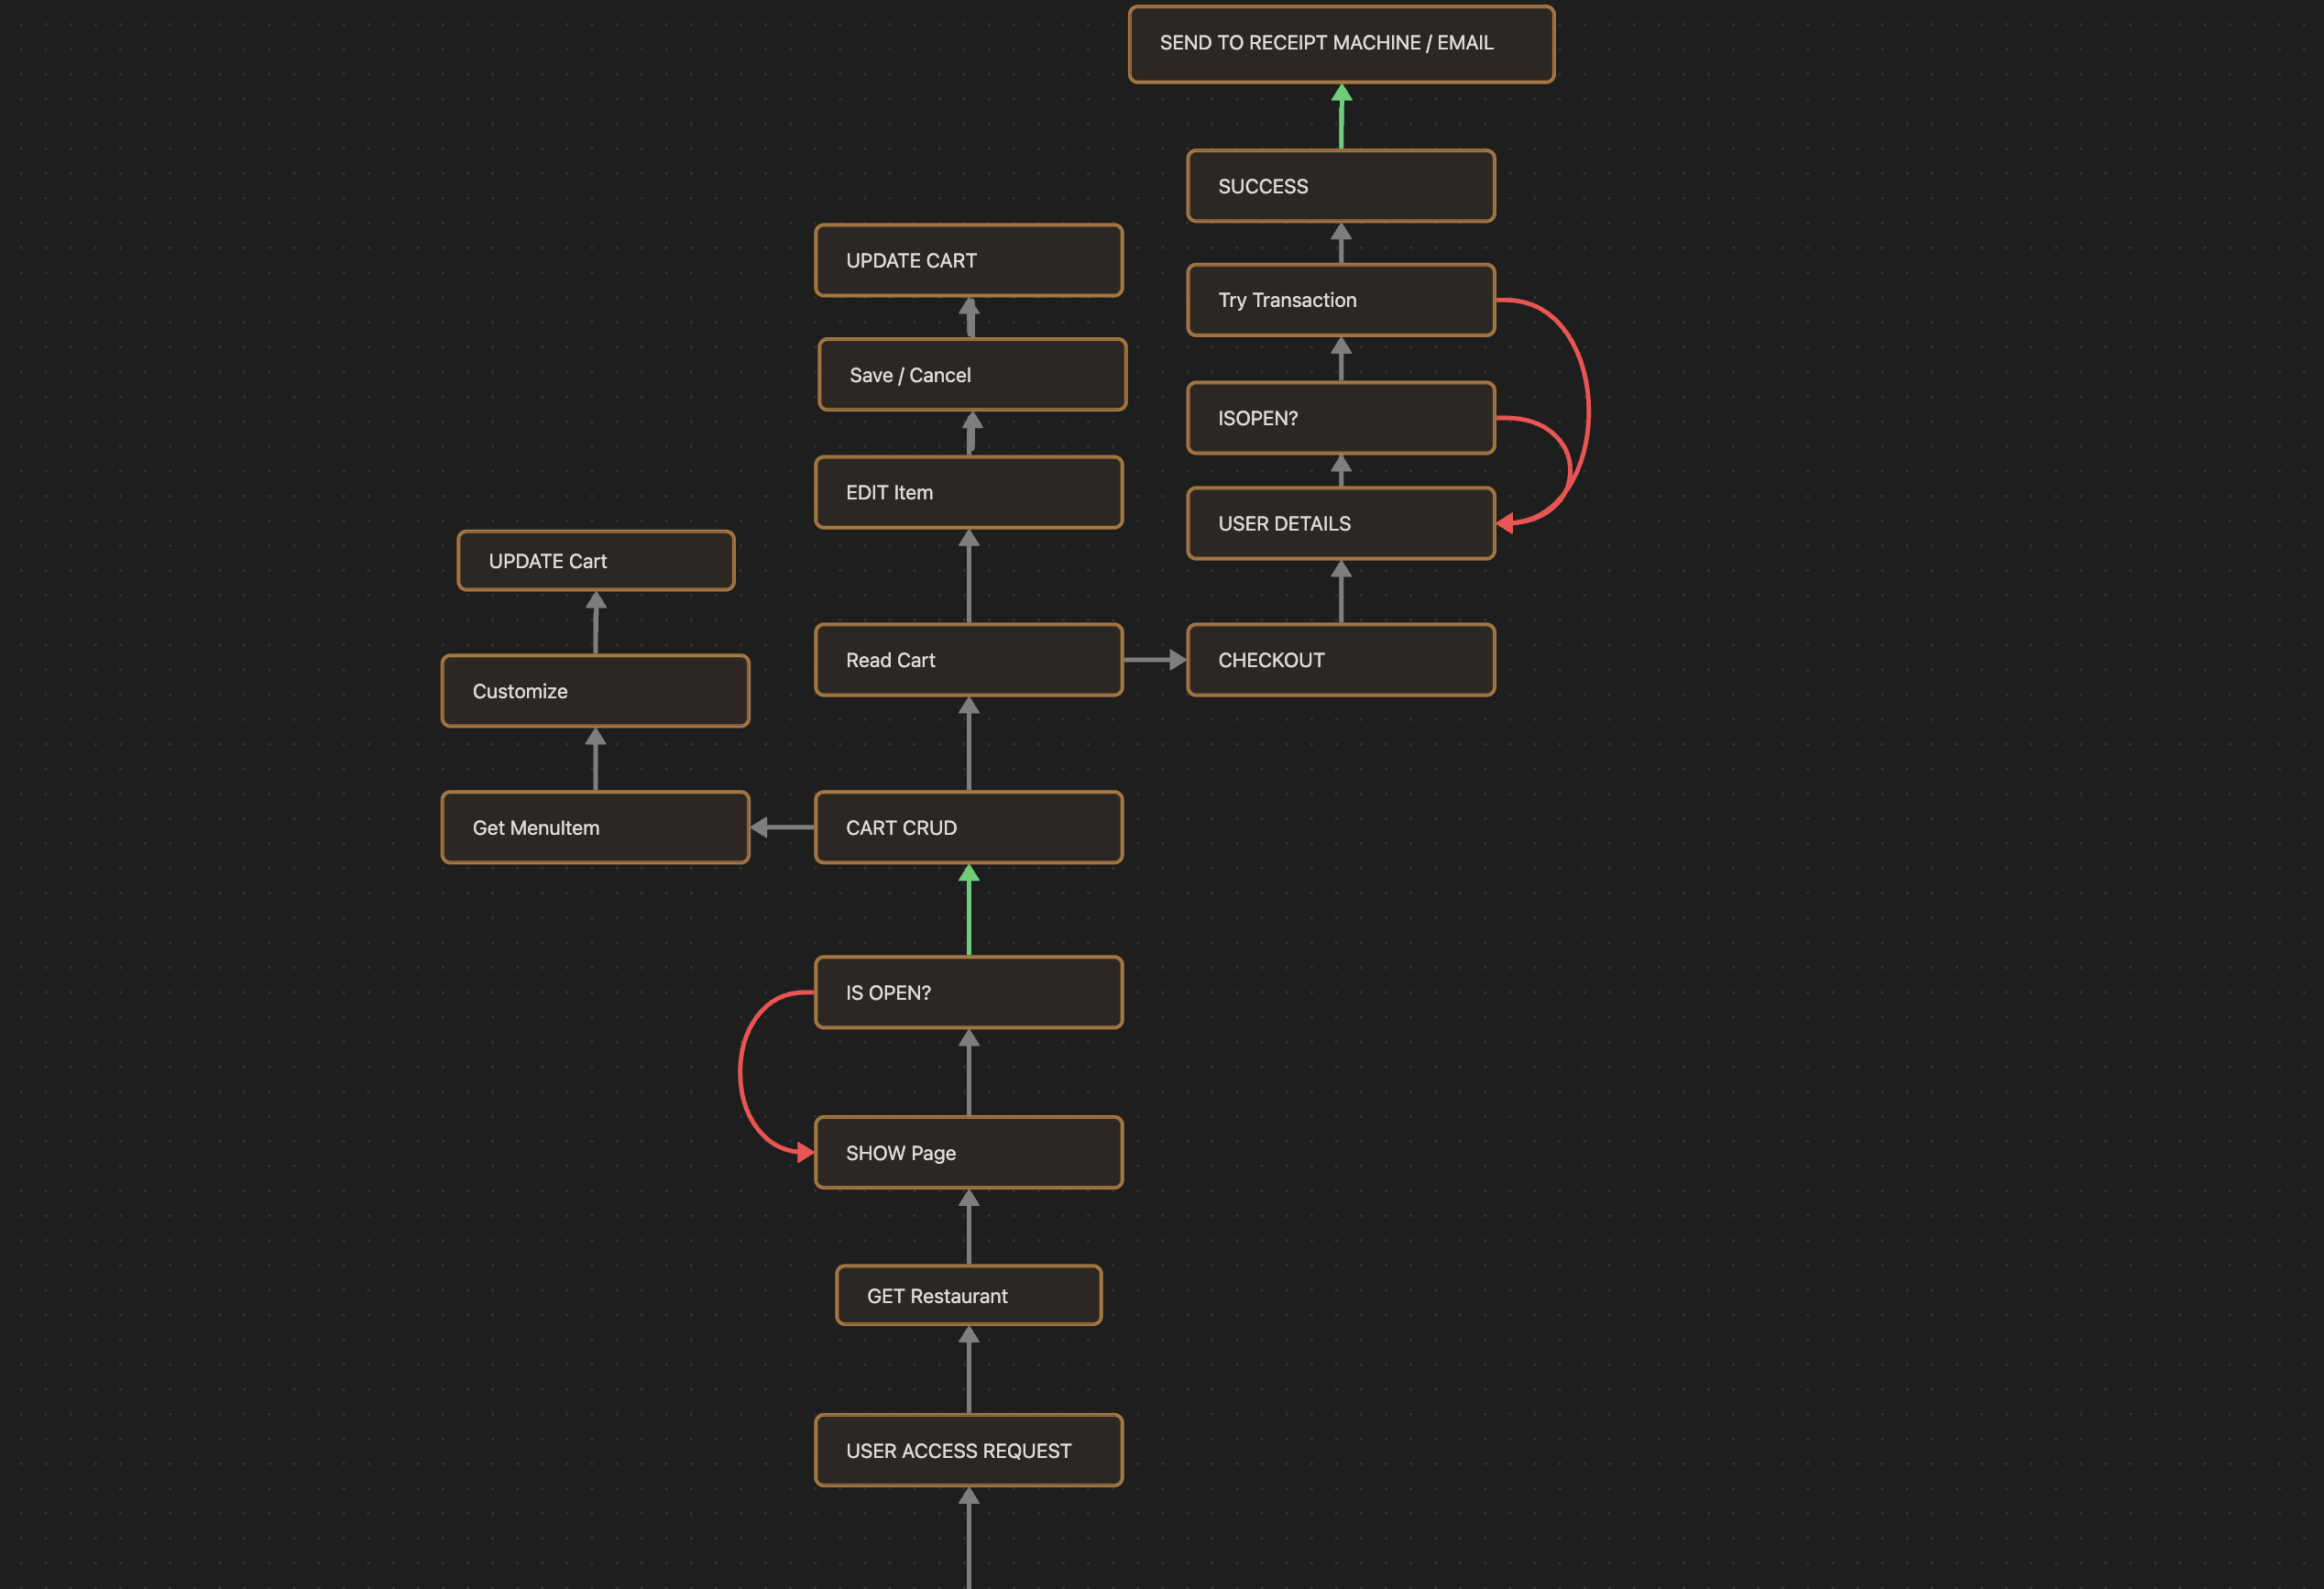 SEND TO RECEIPT MACHINE / EMAIL
SUCCESS
UPDATE CART
Try Transaction
Save / Cancel
ISOPEN?
EDIT Item
USER DETAILS
UPDATE Cart
Read Cart
CHECKOUT
Customize
Get MenuItem
CART CRUD
IS OPEN?
SHOW Page
GET Restaurant
USER ACCESS REQUEST